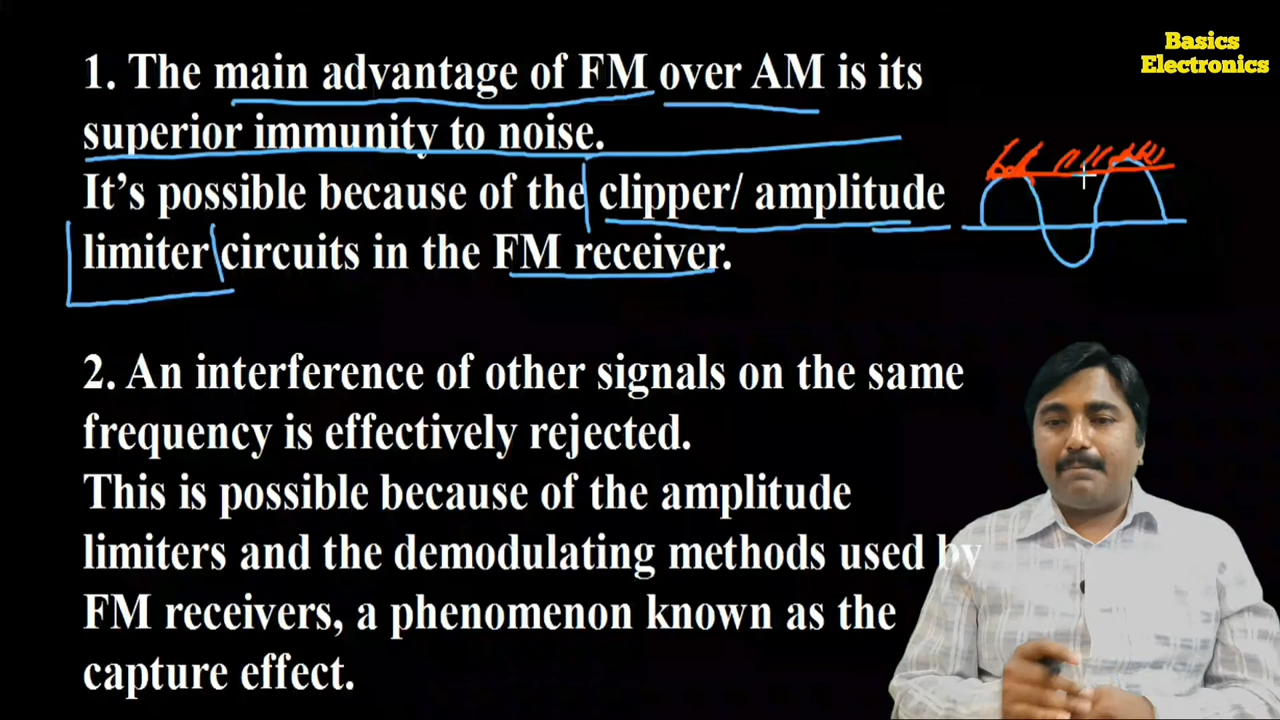 Basics
Electronics
1. The main advantage of FM over AM is its
superior immunity to noise.
It’s possible because of the clipper/ amplitude
limiter circuits in the FM receiver.
2. An interference of other signals on the same
frequency is effectively rejected.
This is possible because of the amplitude
limiters and the demodulating methods used by
FM receivers, a phenomenon known as the
capture effect.